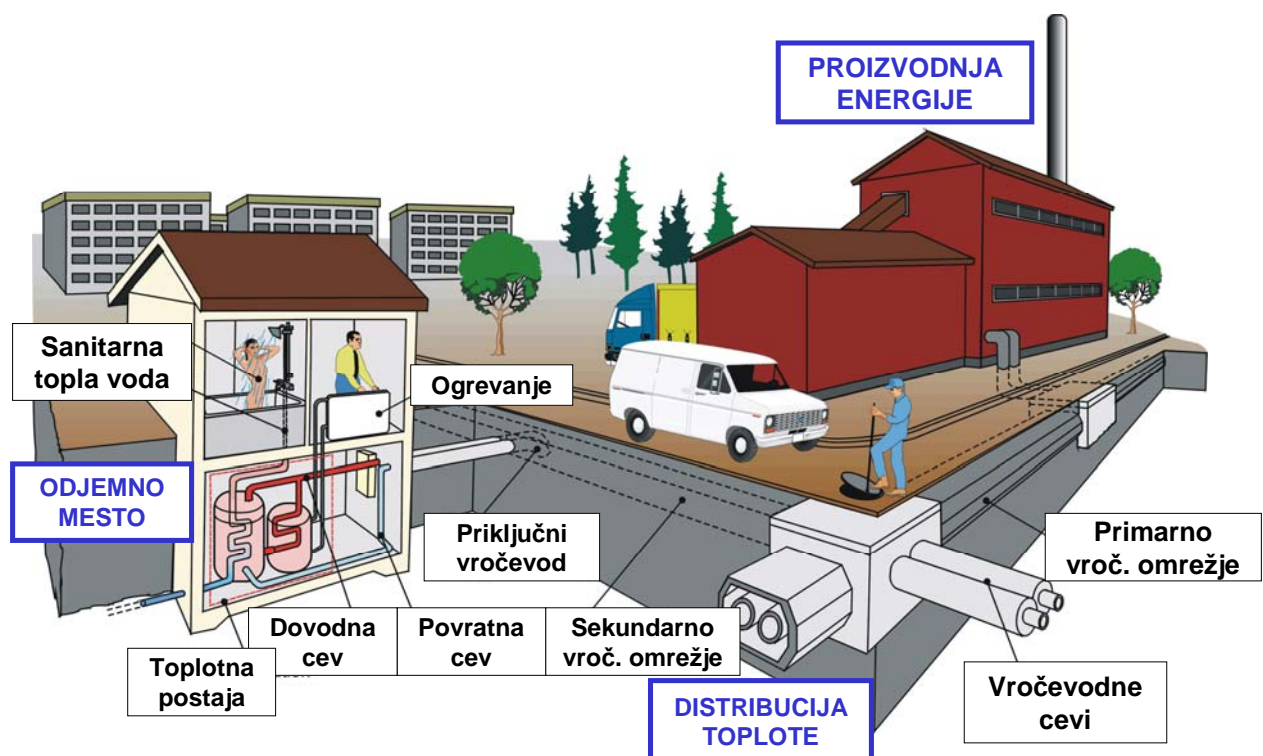 PROIZVODNJA
ENERGIJE
Sanitarna
topla voda
Ogrevanje
ODJEMNO
MESTO
Priključni
vročevod
Primarno
vroč. omrežje
Dovodna
cev
Povratna
cev
Sekundarno
vroč. omrežje
Toplotna
postaja
Vročevodne
cevi
DISTRIBUCIJA
TOPLOTE